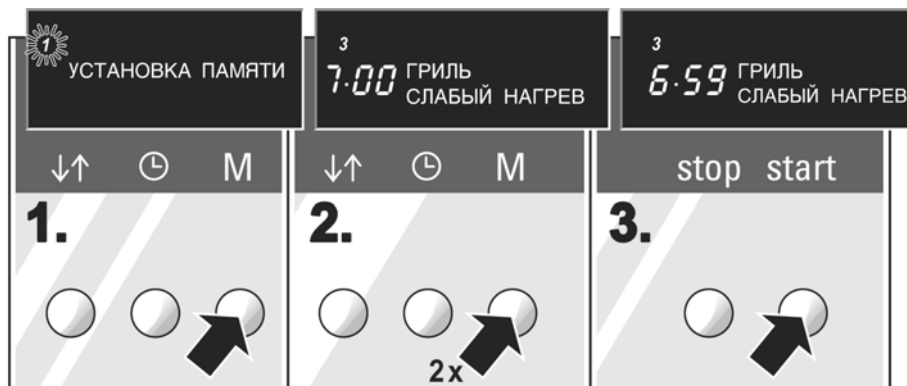 1
УСТАНОВКА ПАМЯТИ
↓↑ M
1.
3
7·00 ГРИЛЬ
СЛАБЫЙ НАГРЕВ
↓↑ M
2.
2x
3
6·59 ГРИЛЬ
СЛАБЫЙ НАГРЕВ
stop start
3.